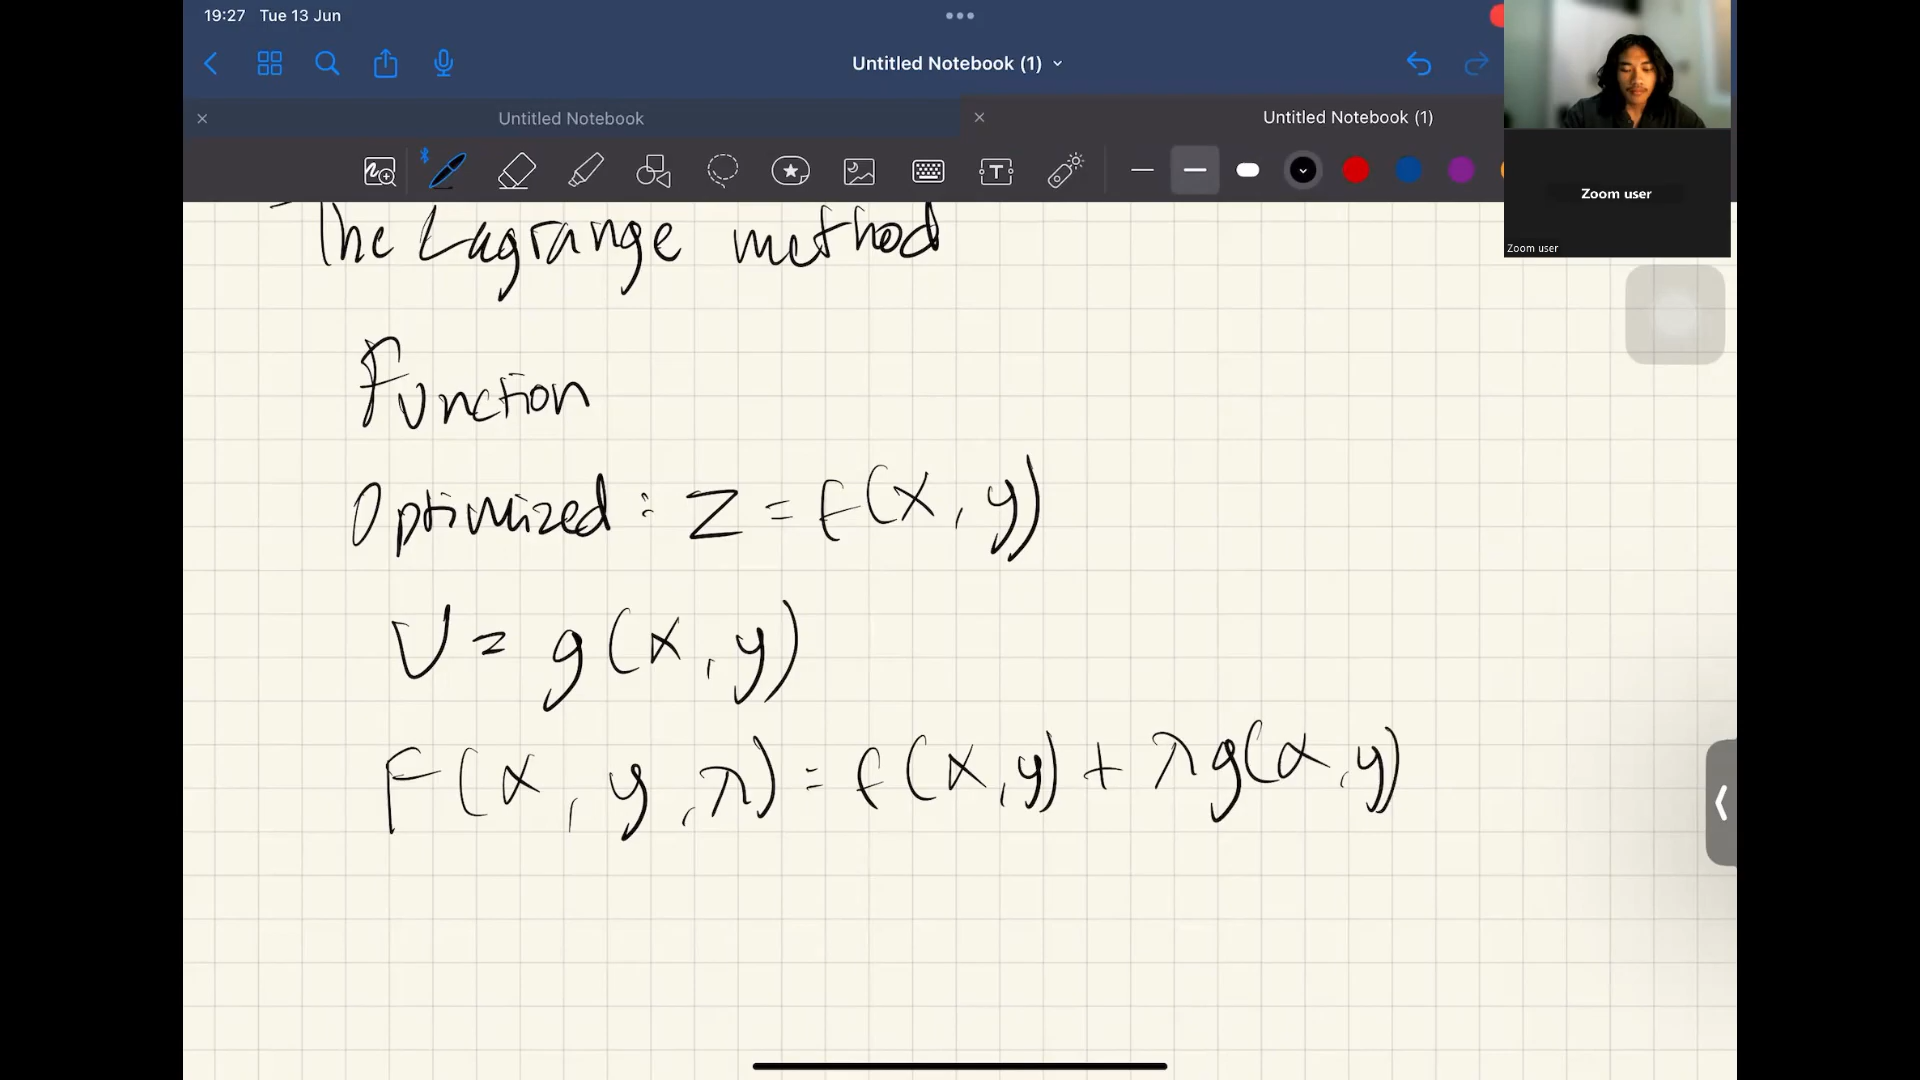 19:27 Tue 13 Jun
Untitled Notebook (1)
Untitled Notebook
Untitled Notebook (1)
Zoom user
Zoom user
The Lagrange method
Function
Optimized : Z = f(x, y)
U = g(x, y)
F(x, y, λ) = f(x,y) + λg(x,y)